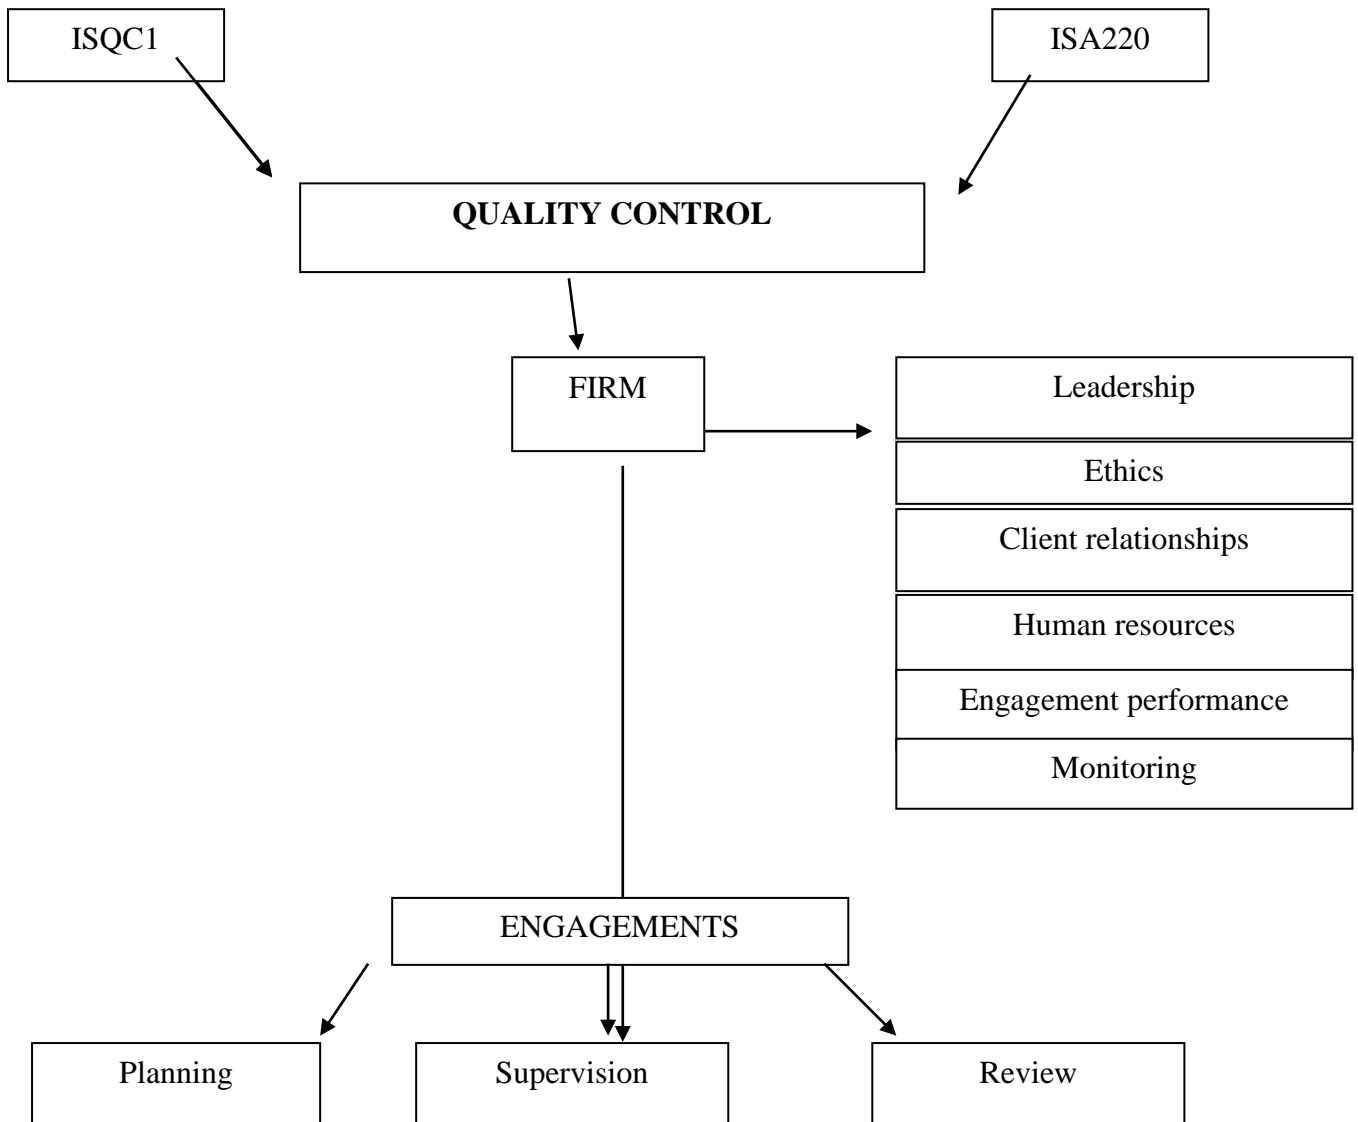 ISQC1
ISA220
QUALITY CONTROL
FIRM
Leadership
Ethics
Client relationships
Human resources
Engagement performance
Monitoring
ENGAGEMENTS
Planning
Supervision
Review